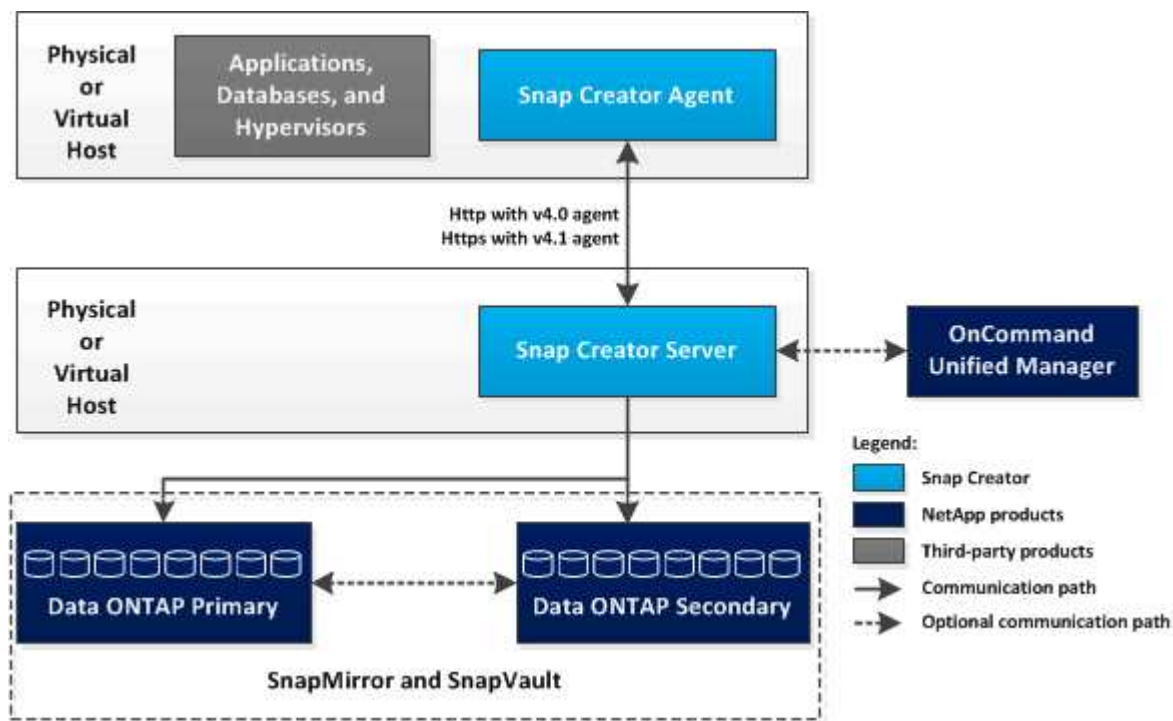 Physical
or
Virtual
Host
Applications,
Databases, and
Hypervisors
Snap Creator Agent
Http with v4.0 agent
Https with v4.1 agent
Physical
or
Virtual
Host
Snap Creator Server
OnCommand
Unified Manager
Legend:
Snap Creator
NetApp products
Third-party products
Communication path
Optional communication path
Data ONTAP Primary
Data ONTAP Secondary
SnapMirror and SnapVault